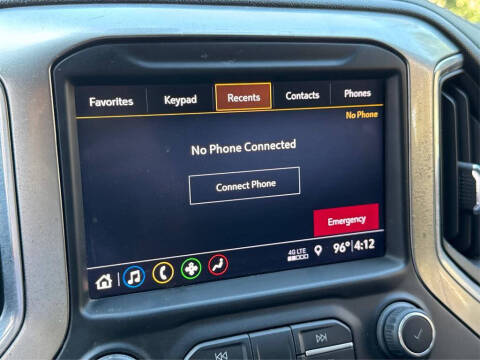 Favorites Keypad Recents Contacts Phones
No Phone
No Phone Connected
Connect Phone
Emergency
4G LTE 96° 4:12